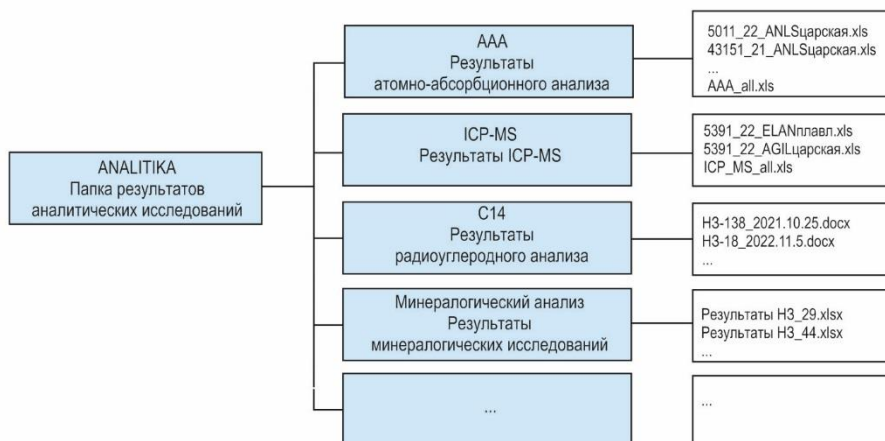 ANALITIKA
Папка результатов
аналитических исследований
AAA
Результаты
атомно-абсорбционного анализа
5011_22_ANLSцарская.xls
43151_21_ANLSцарская.xls
...
AAA_all.xls
ICP-MS
Результаты ICP-MS
5391_22_ELANплавл.xls
5391_22_AGILцарская.xls
ICP_MS_all.xls
C14
Результаты
радиоуглеродного анализа
НЗ-138_2021.10.25.docx
НЗ-18_2022.11.5.docx
...
Минералогический анализ
Результаты
минералогических исследований
Результаты НЗ_29.xlsx
Результаты НЗ_44.xlsx
...
...
...